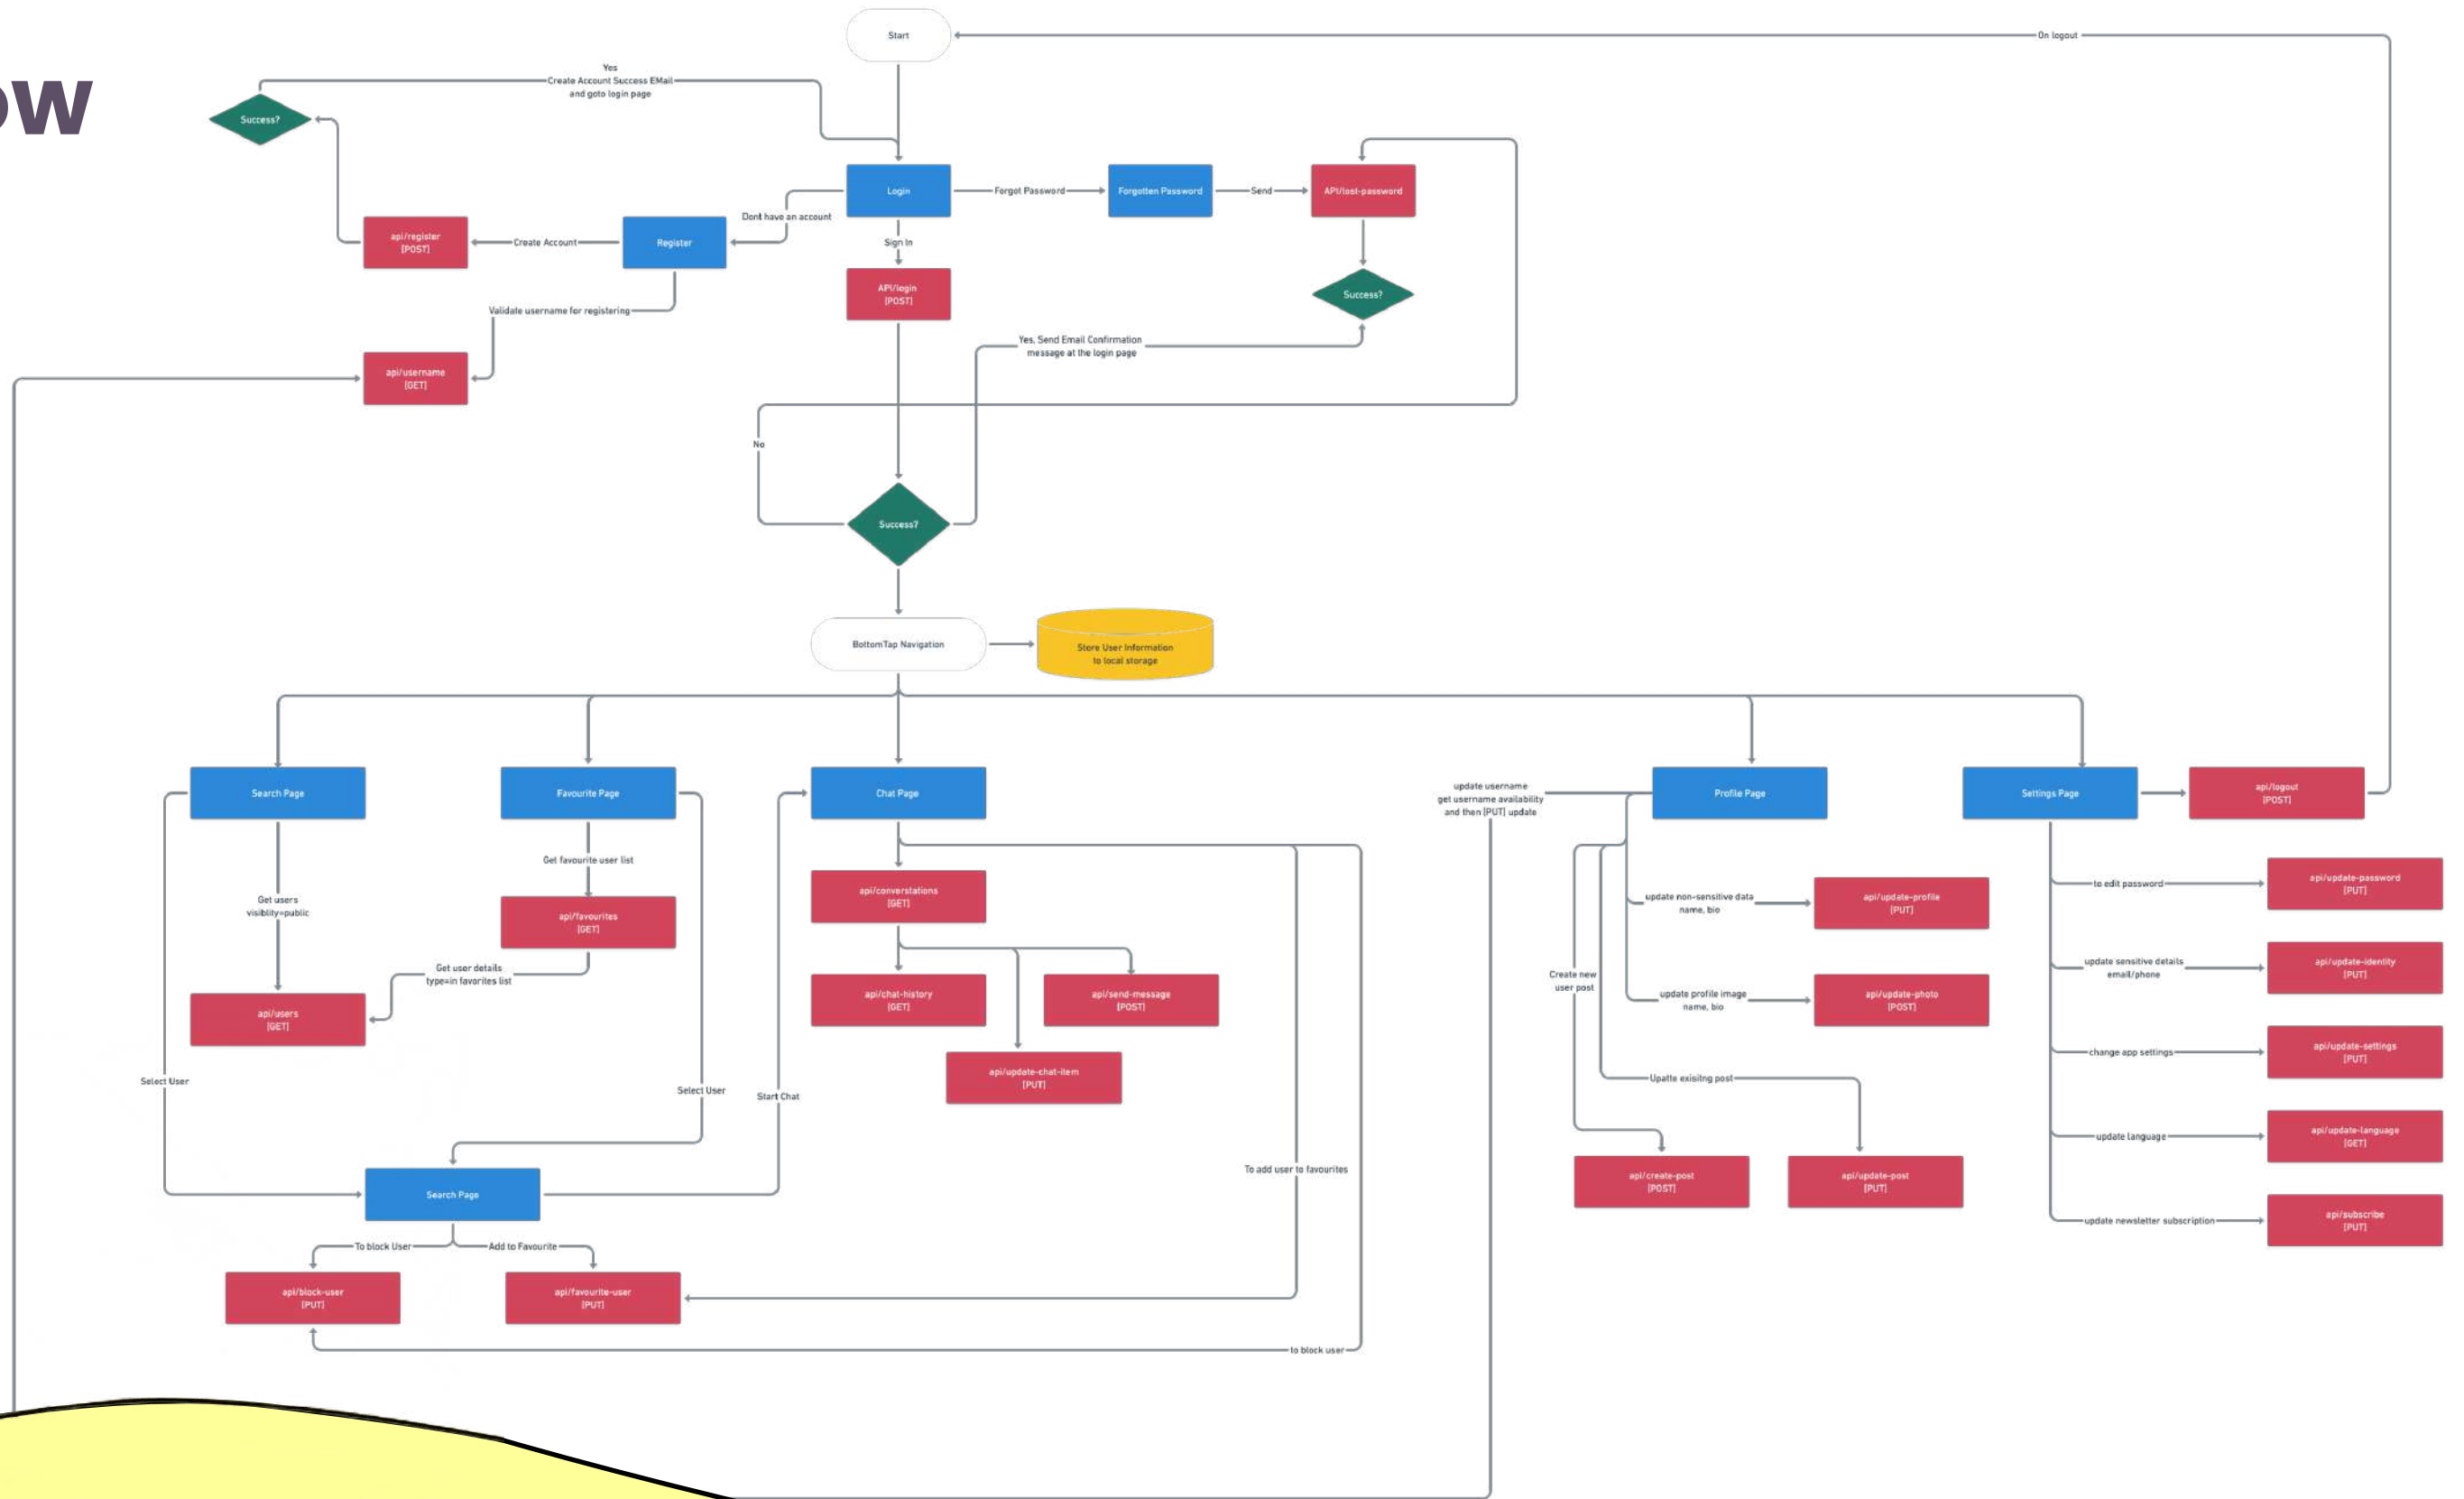 ow
Start
On logout
Yes
Create Account Success EMail
and goto login page
Success?
Login
Forgot Password
Forgotten Password
Send
API/lost-password
Dont have an account
api/register
[POST]
Create Account
Register
Sign In
API/login
[POST]
Success?
Validate username for registering
Yes, Send Email Confirmation
message at the login page
api/username
[GET]
No
Success?
BottomTap Navigation
Store User Information
to local storage
Search Page
Favourite Page
Chat Page
update username
get username availability
and then [PUT] update
Profile Page
Settings Page
api/logout
[POST]
Get favourite user list
Get users
visiblity=public
api/favourites
[GET]
api/converstations
[GET]
to edit password
api/update-password
[PUT]
update non-sensitive data
name, bio
api/update-profile
[PUT]
Get user details
type=in favorites list
update sensitive details
email/phone
api/update-identity
[PUT]
api/users
[GET]
api/chat-history
[GET]
api/send-message
[POST]
Create new
user post
update profile image
name, bio
api/update-photo
[POST]
change app settings
api/update-settings
[PUT]
api/update-chat-item
[PUT]
Upatte exisitng post
Select User
Select User
Start Chat
update language
api/update-language
[GET]
To add user to favourites
api/create-post
[POST]
api/update-post
[PUT]
Search Page
update newsletter subscription
api/subscribe
[PUT]
To block User
Add to Favourite
api/block-user
[PUT]
api/favourite-user
[PUT]
to block user